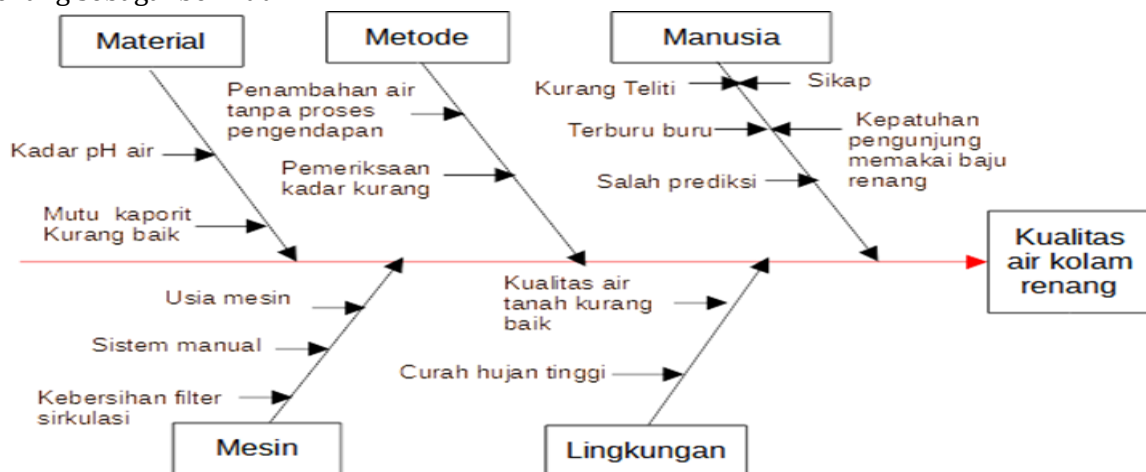 Material
Metode
Manusia
Penambahan air
tanpa proses
pengendapan
Kurang Teliti
Sikap
Terburu buru
Kepatuhan
pengunjung
memakai baju
renang
Kadar pH air
Pemeriksaan
kadar kurang
Salah prediksi
Mutu kaporit
Kurang baik
Kualitas
air kolam
renang
Usia mesin
Kualitas air
tanah kurang
baik
Sistem manual
Curah hujan tinggi
Kebersihan filter
sirkulasi
Mesin
Lingkungan